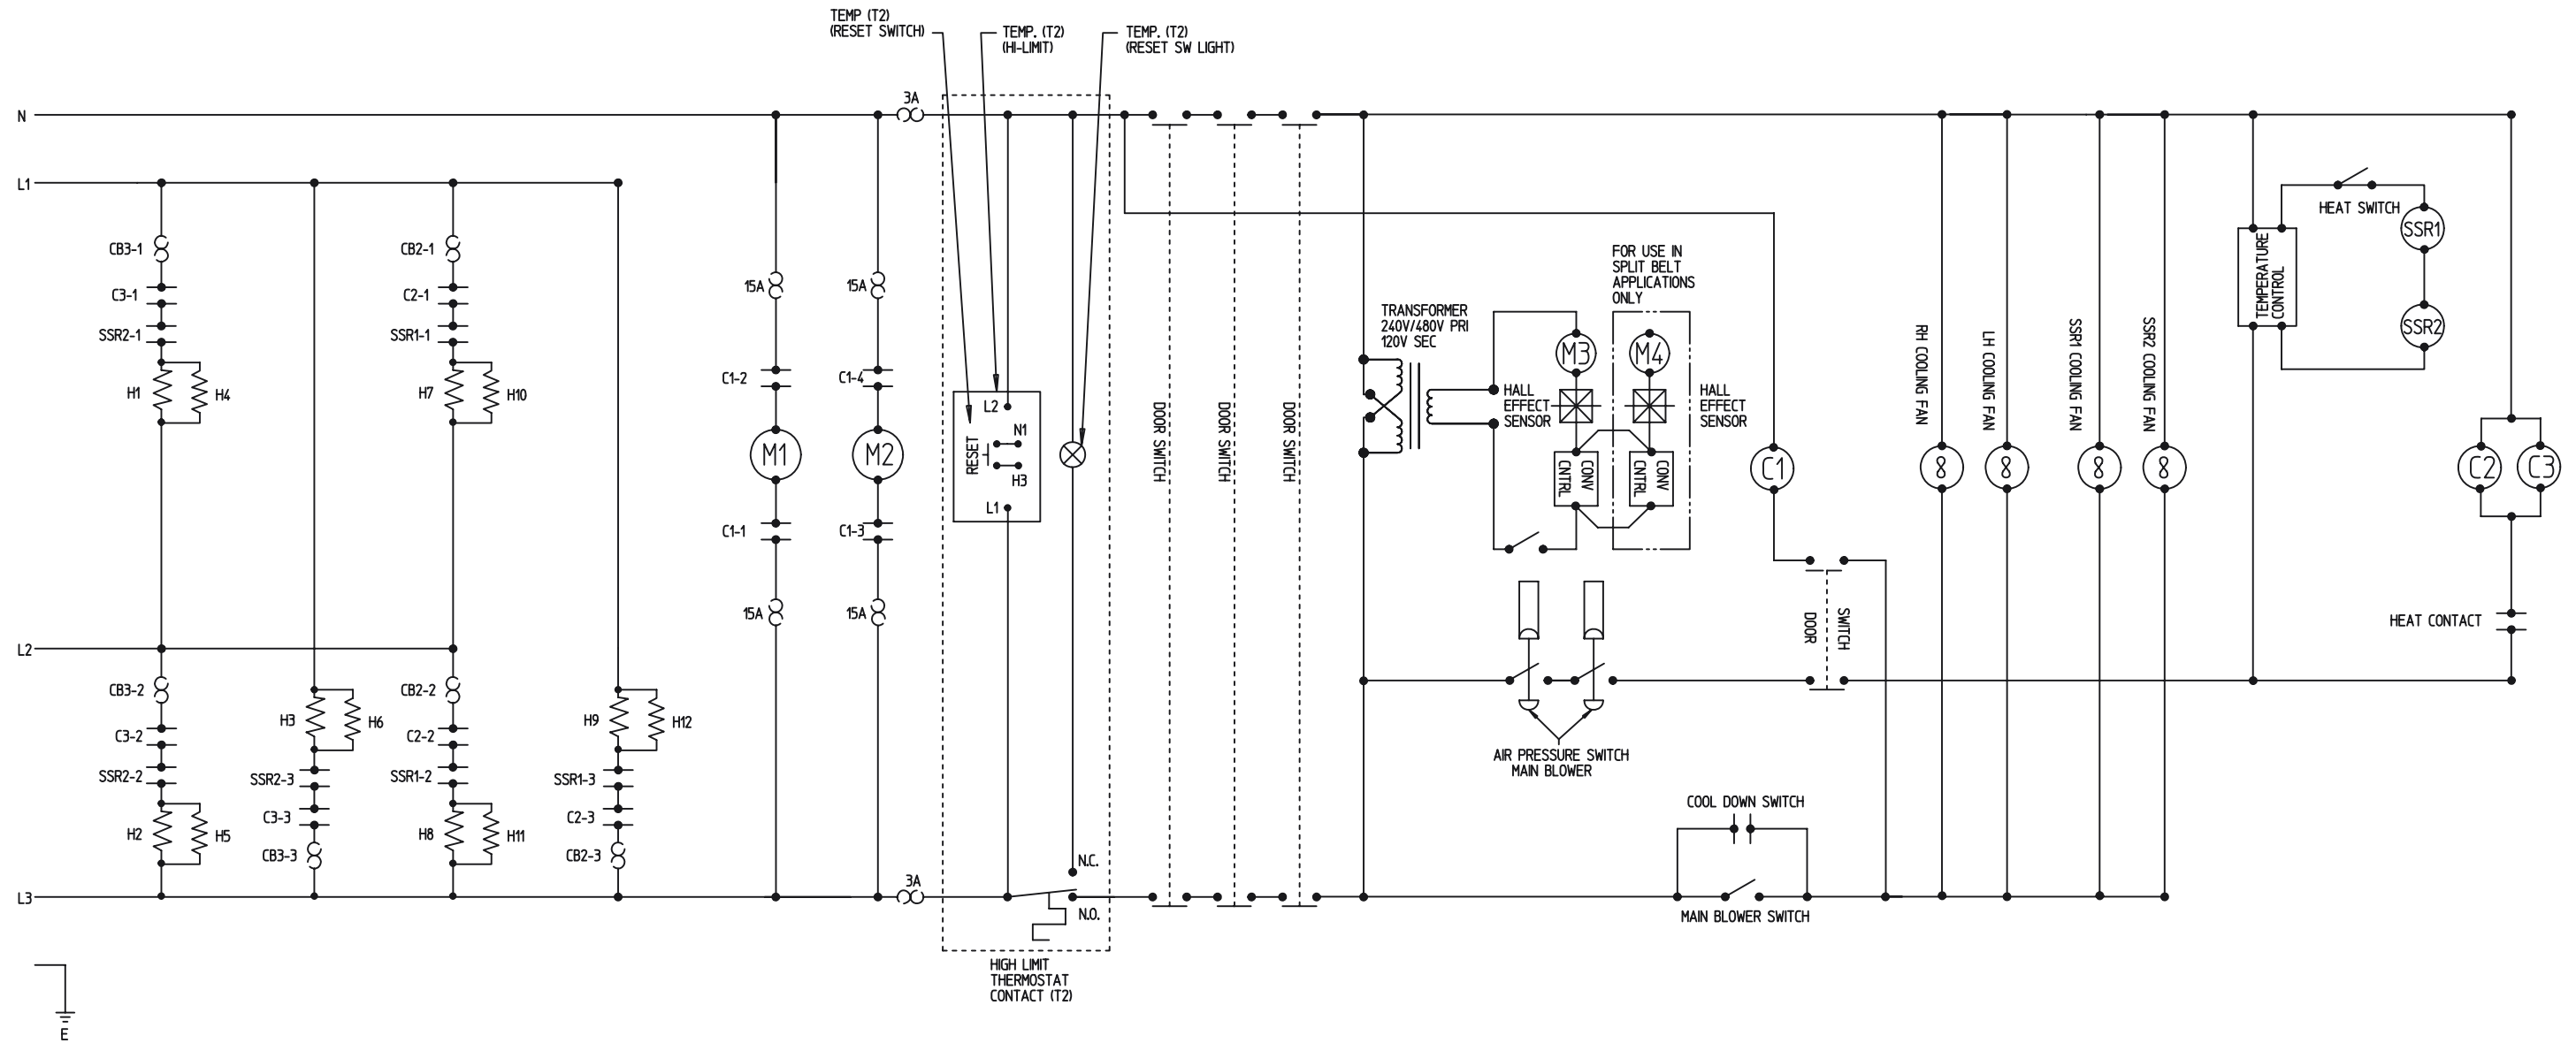 TEMP (T2)
(RESET SWITCH)
TEMP. (T2)
(HI-LIMIT)
TEMP. (T2)
(RESET SW LIGHT)
N
3A
L1
CB3-1
C3-1
SSR2-1
H1
H4
CB2-1
C2-1
SSR1-1
H7
H10
15A
15A
C1-2
C1-4
M1
M2
C1-1
C1-3
15A
15A
L2
N1
RESET
H3
L1
DOOR SWITCH
DOOR SWITCH
DOOR SWITCH
TRANSFORMER
240V/480V PRI
120V SEC
FOR USE IN
SPLIT BELT
APPLICATIONS
ONLY
M3
M4
HALL
EFFECT
SENSOR
HALL
EFFECT
SENSOR
CONV
CNTRL
CONV
CNTRL
C1
RH COOLING FAN
LH COOLING FAN
SSR1 COOLING FAN
SSR2 COOLING FAN
8
8
8
8
TEMPERATURE
CONTROL
HEAT SWITCH
SSR1
SSR2
C2
C3
HEAT CONTACT
SWITCH
DOOR
AIR PRESSURE SWITCH
MAIN BLOWER
COOL DOWN SWITCH
MAIN BLOWER SWITCH
L2
CB3-2
C3-2
SSR2-2
H2
H5
H3
H6
SSR2-3
C3-3
CB3-3
CB2-2
C2-2
SSR1-2
H8
H11
H9
H12
SSR1-3
C2-3
CB2-3
L3
3A
N.C.
N.O.
HIGH LIMIT
THERMOSTAT
CONTACT (T2)
E